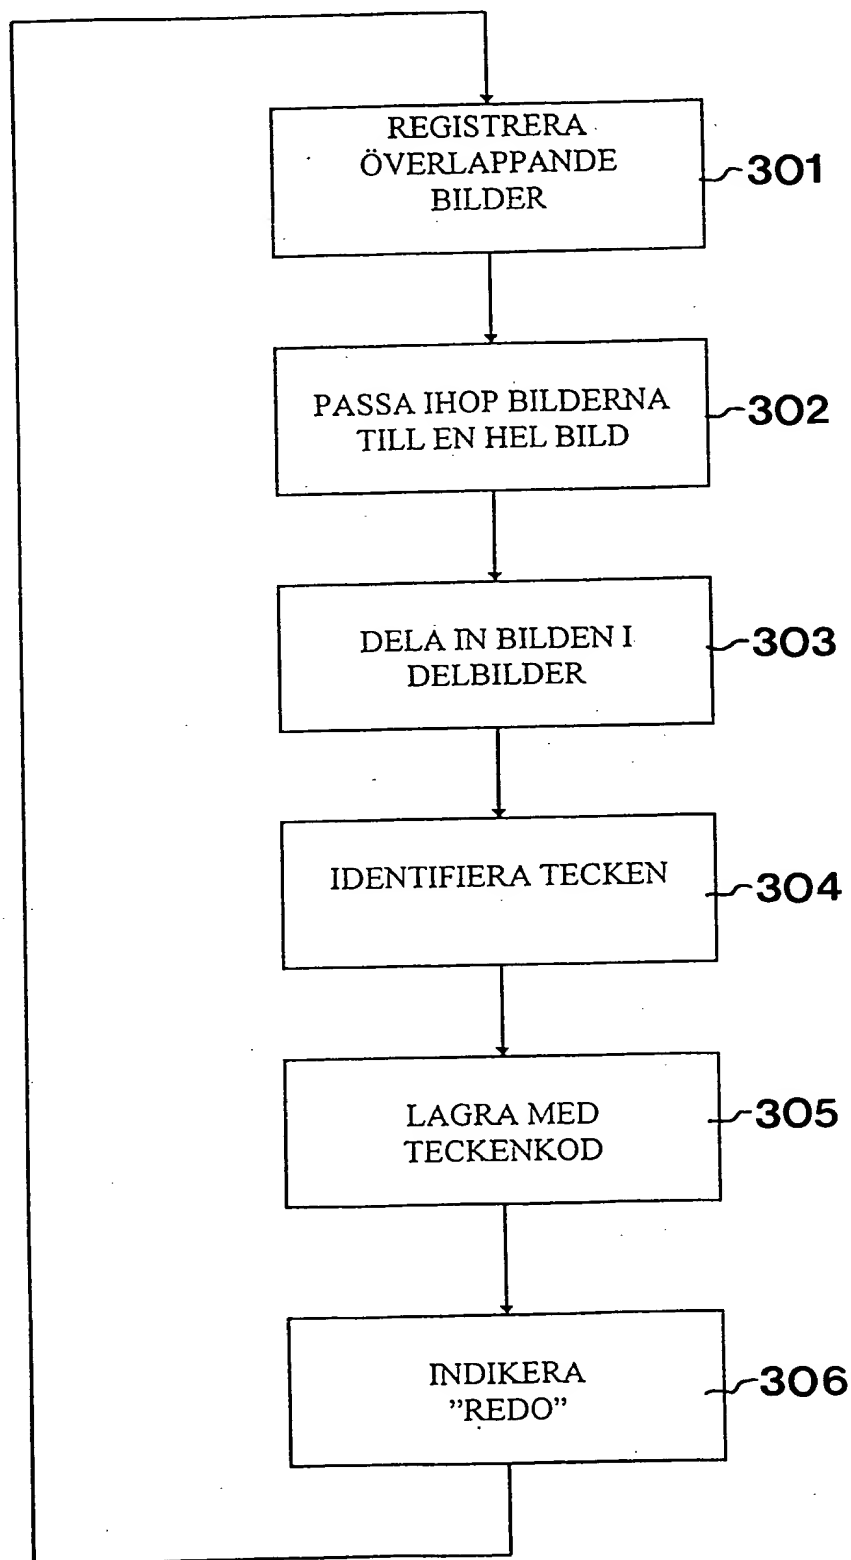 REGISTRERA
ÖVERLAPPANDE
BILDER
301
PASSA IHOP BILDERNA
TILL EN HEL BILD
302
DELA IN BILDEN I
DELBILDER
303
IDENTIFIERA TECKEN
304
LAGRA MED
TECKENKOD
305
INDIKERA
”REDO”
306